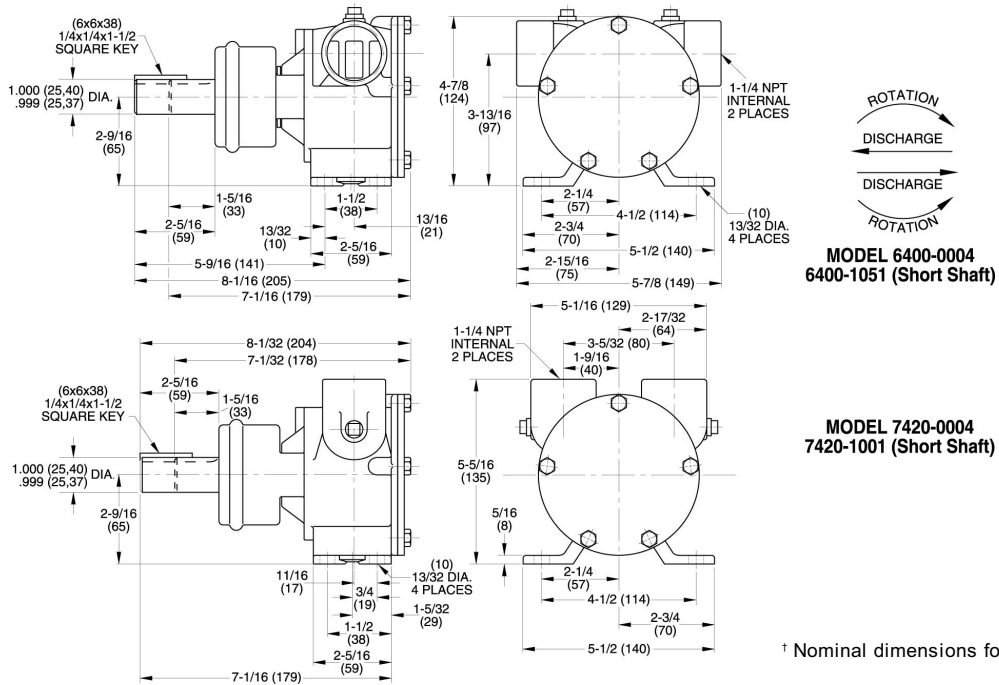 (6x6x38)
1/4x1/4x1-1/2
SQUARE KEY
1.000 (25,40)
.999 (25,37) DIA.
2-9/16
(65)
1-5/16
(33)
2-5/16
(59)
5-9/16 (141)
8-1/16 (205)
7-1/16 (179)
1-1/2
(38)
13/16
(21)
13/32
(10)
2-5/16
(59)
4-7/8
(124)
3-13/16
(97)
1-1/4 NPT
INTERNAL
2 PLACES
2-1/4
(57)
4-1/2 (114)
(10)
13/32 DIA.
4 PLACES
2-3/4
(70)
5-1/2 (140)
2-15/16
(75)
5-7/8 (149)
ROTATION
DISCHARGE
DISCHARGE
ROTATION
MODEL 6400-0004
6400-1051 (Short Shaft)
8-1/32 (204)
7-1/32 (178)
2-5/16
(59)
1-5/16
(33)
(6x6x38)
1/4x1/4x1-1/2
SQUARE KEY
1.000 (25,40)
.999 (25,37) DIA.
2-9/16
(65)
11/16
(17)
3/4
(19)
(10)
13/32 DIA.
4 PLACES
1-5/32
(29)
1-1/2
(38)
2-5/16
(59)
7-1/16 (179)
5-1/16 (129)
2-17/32
(64)
1-1/4 NPT
INTERNAL
2 PLACES
3-5/32 (80)
1-9/16
(40)
5-5/16
(135)
5/16
(8)
2-1/4
(57)
4-1/2 (114)
2-3/4
(70)
5-1/2 (140)
MODEL 7420-0004
7420-1001 (Short Shaft)
† Nominal dimensions fo